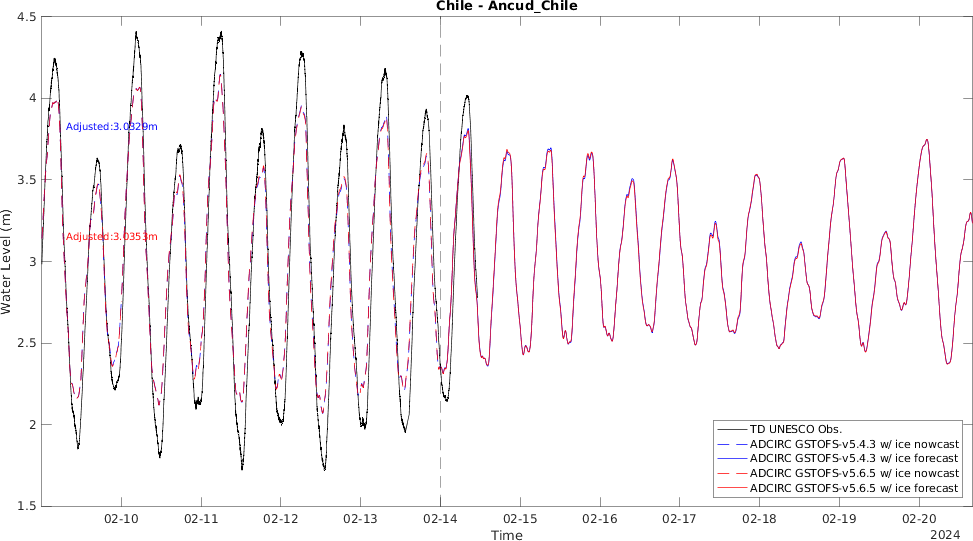 Chile - Ancud_Chile
4.5
4
3.5
3
2.5
2
1.5
Water Level (m)
Adjusted:3.0329m
Adjusted:3.0353m
TD UNESCO Obs.
ADCIRC GSTOFS-v5.4.3 w/ ice nowcast
ADCIRC GSTOFS-v5.4.3 w/ ice forecast
ADCIRC GSTOFS-v5.6.5 w/ ice nowcast
ADCIRC GSTOFS-v5.6.5 w/ ice forecast
02-10 02-11 02-12 02-13 02-14 02-15 02-16 02-17 02-18 02-19 02-20
Time
2024